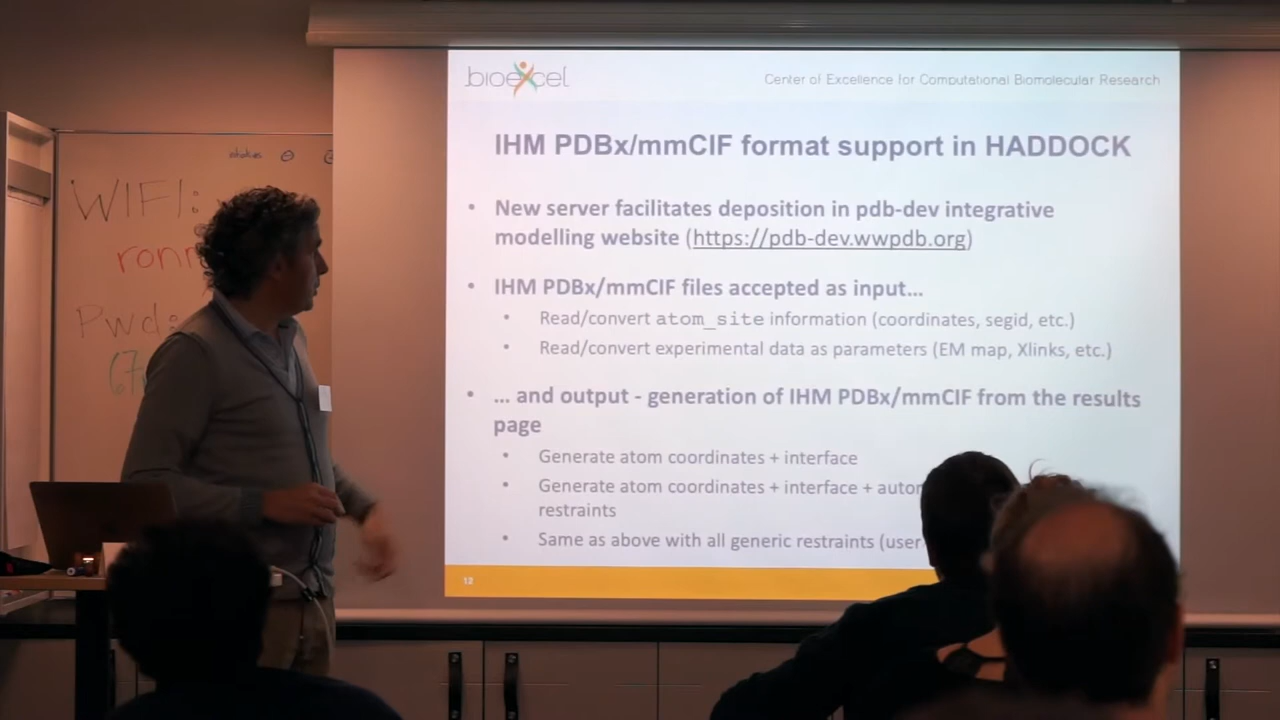 bioexcel
Center of Excellence for Computational Biomolecular Research
IHM PDBx/mmCIF format support in HADDOCK
• New server facilitates deposition in pdb-dev integrative
modelling website (https://pdb-dev.wwpdb.org)
• IHM PDBx/mmCIF files accepted as input…
• Read/convert atom_site information (coordinates, segid, etc.)
• Read/convert experimental data as parameters (EM map, Xlinks, etc.)
• … and output - generation of IHM PDBx/mmCIF from the results
page
• Generate atom coordinates + interface
• Generate atom coordinates + interface +
restraints
• Same as above with all generic restraints (user
12
WIFI:
Pwd: